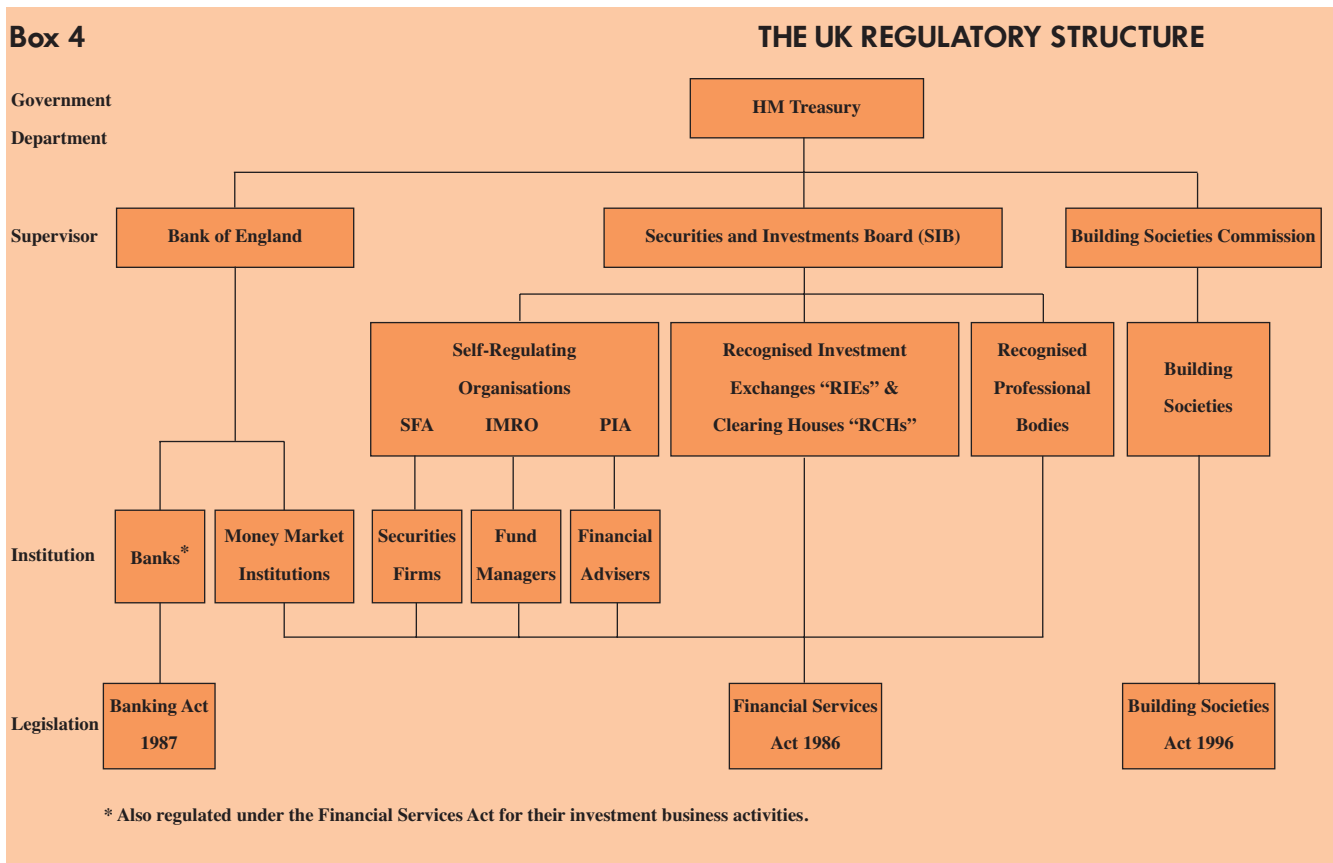 Box 4
THE UK REGULATORY STRUCTURE
Government
Department
HM Treasury
Supervisor
Bank of England
Securities and Investments Board (SIB)
Building Societies Commission
Self-Regulating
Organisations
SFA IMRO PIA
Recognised Investment
Exchanges “RIEs” &
Clearing Houses “RCHs”
Recognised
Professional
Bodies
Building
Societies
Institution
Banks*
Money Market
Institutions
Securities
Firms
Fund
Managers
Financial
Advisers
Legislation
Banking Act
1987
Financial Services
Act 1986
Building Societies
Act 1996
* Also regulated under the Financial Services Act for their investment business activities.